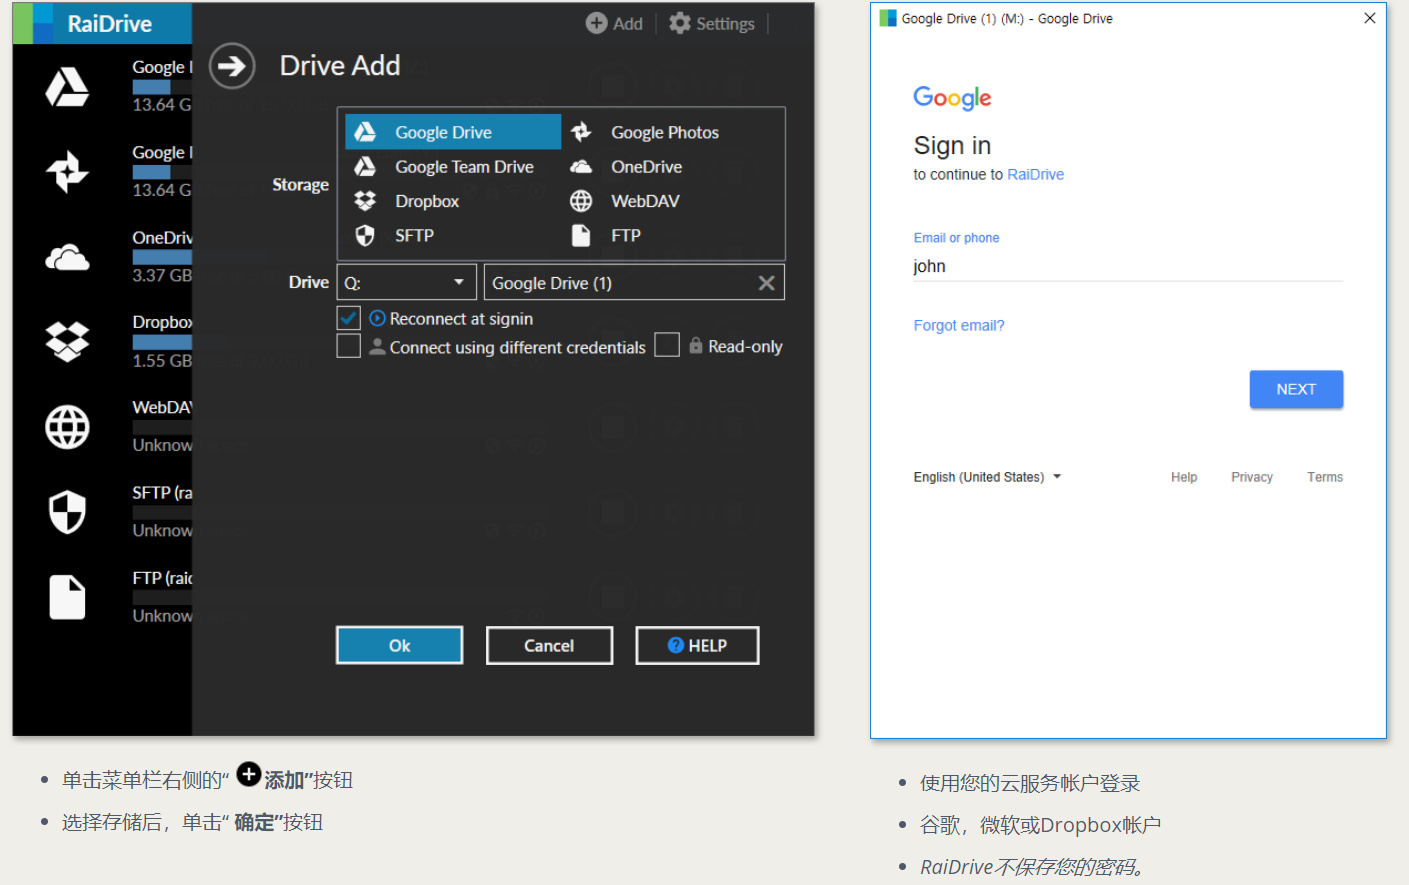 RaiDrive
Add
Settings
Google
13.64 G
Google
13.64 G
OneDriv
3.37 GB
Dropbox
1.55 GB
WebDA
Unknow
SFTP (ra
Unknow
FTP (raid
Unknow
Drive Add
Storage
Google Drive
Google Photos
Google Team Drive
OneDrive
Dropbox
WebDAV
SFTP
FTP
Drive
Q:
Google Drive (1)
Reconnect at signin
Connect using different credentials
Read-only
Ok
Cancel
HELP
单击菜单栏右侧的“ 添加”按钮
选择存储后，单击“ 确定”按钮
Google Drive (1) (M:) - Google Drive
Google
Sign in
to continue to RaiDrive
Email or phone
john
Forgot email?
NEXT
English (United States)
Help
Privacy
Terms
使用您的云服务帐户登录
谷歌，微软或Dropbox帐户
RaiDrive不保存您的密码。